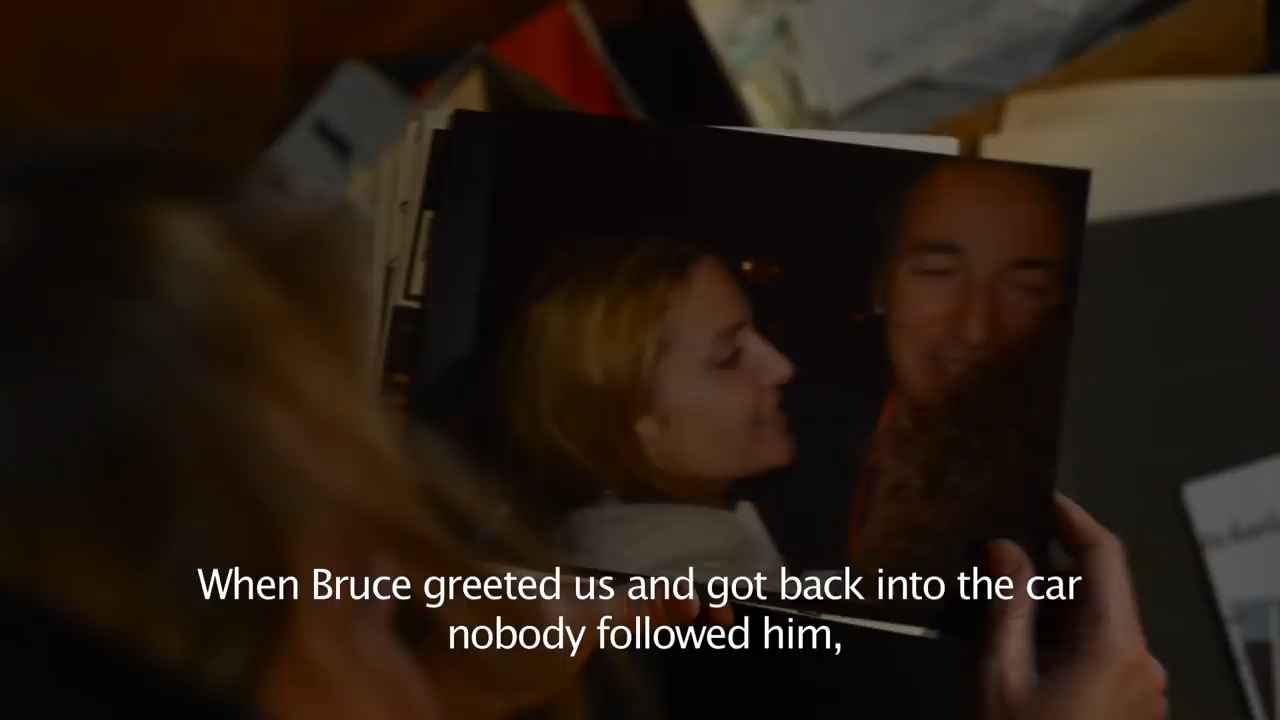 When Bruce greeted us and got back into the car
nobody followed him,